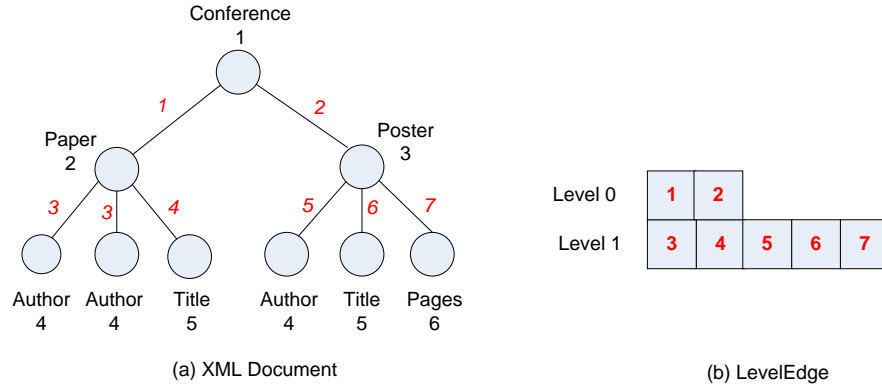 Conference
1
1 2
Paper
2
Poster
3
3 3 4 5 6 7
Author Author Title Author Title Pages
4 4 5 4 5 6
(a) XML Document
Level 0 1 2
Level 1 3 4 5 6 7
(b) LevelEdge